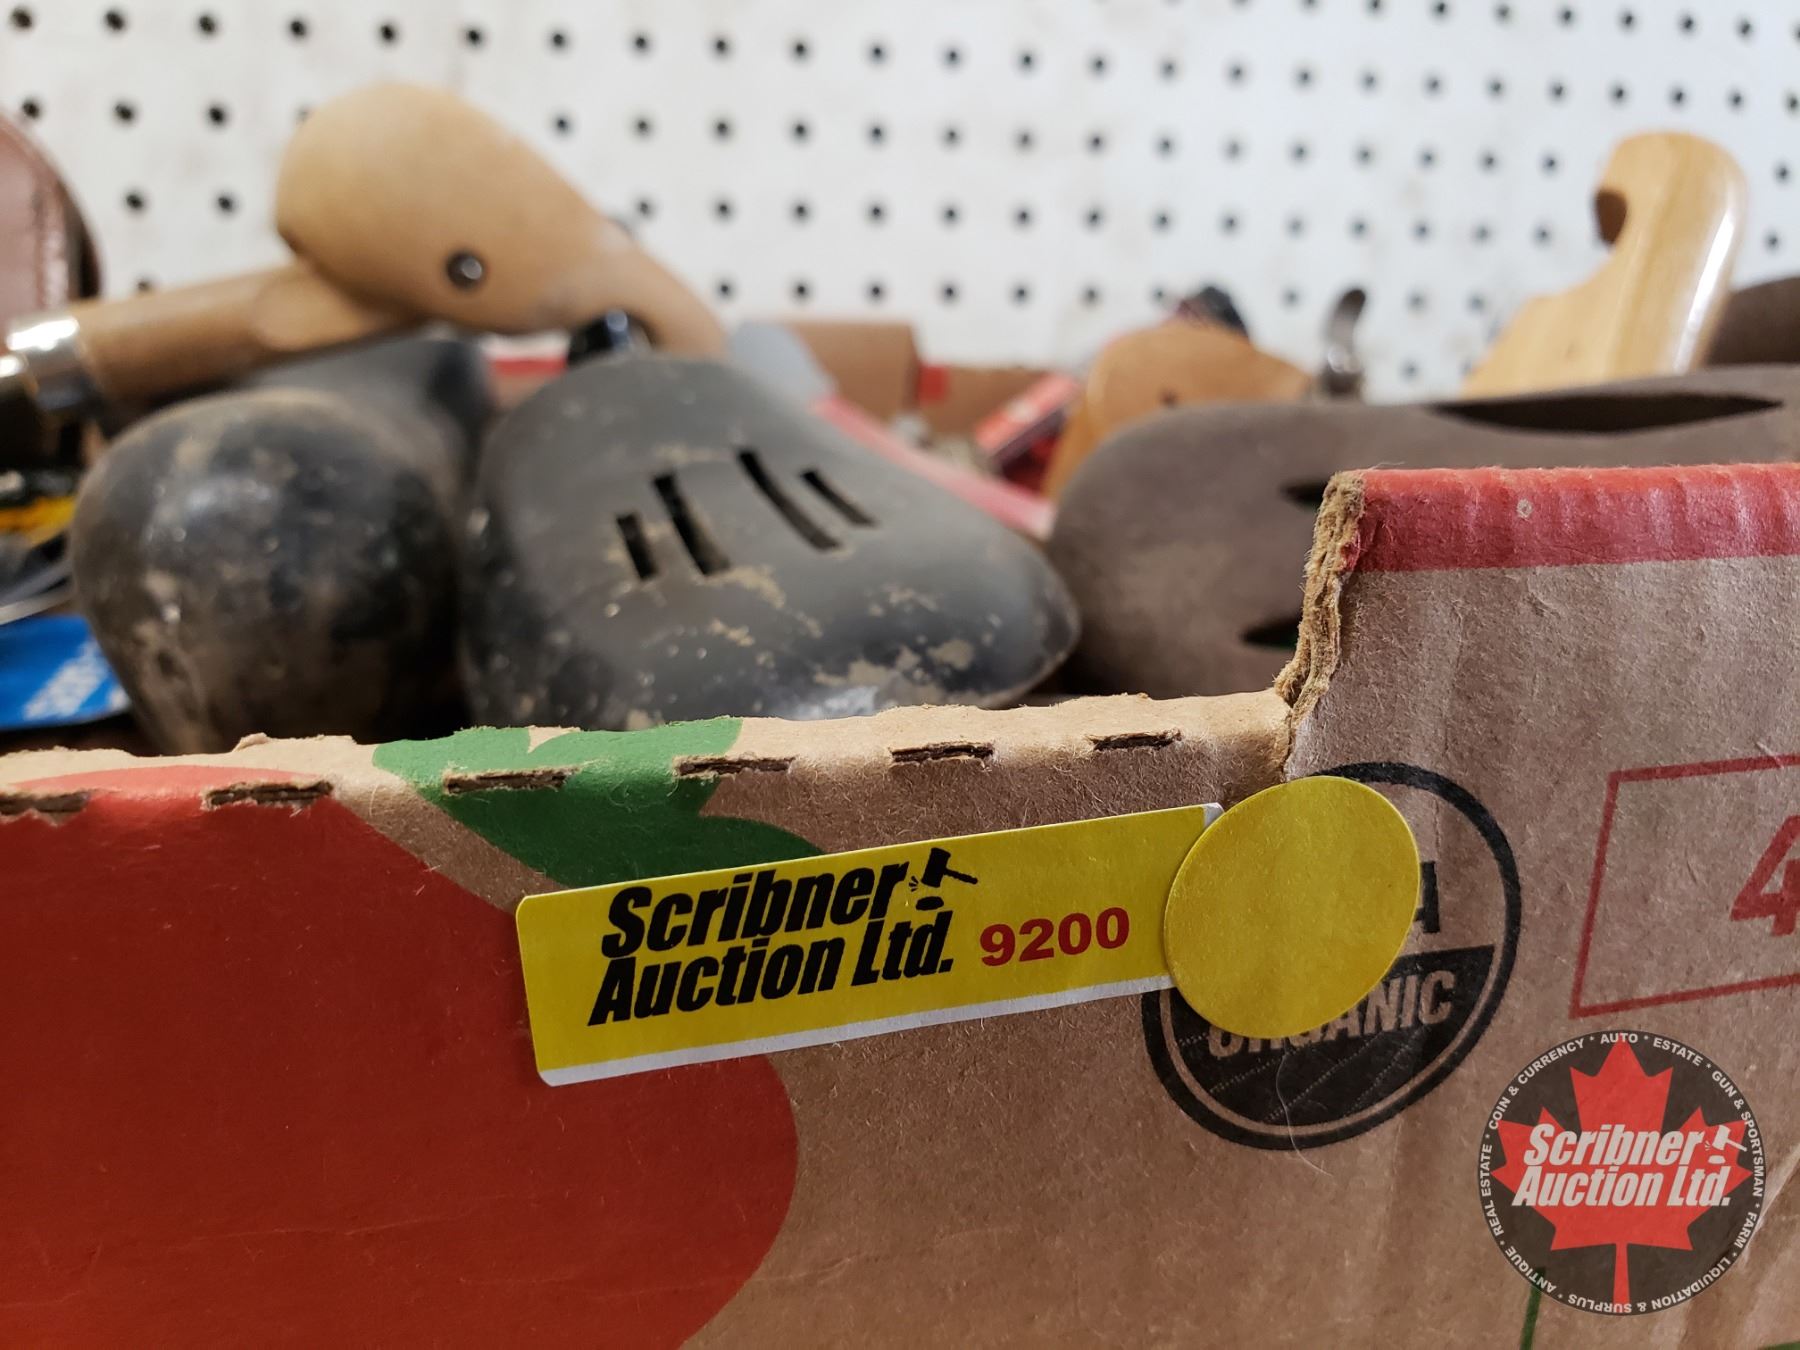 Scribner
Auction Ltd. 9200
ORGANIC
4
COIN & CURRENCY * AUTO * ESTATE * GUN & SPORTSMAN * FARM * LIQUIDATION & SURPLUS * ANTIQUE * REAL ESTATE *
Scribner
Auction Ltd.